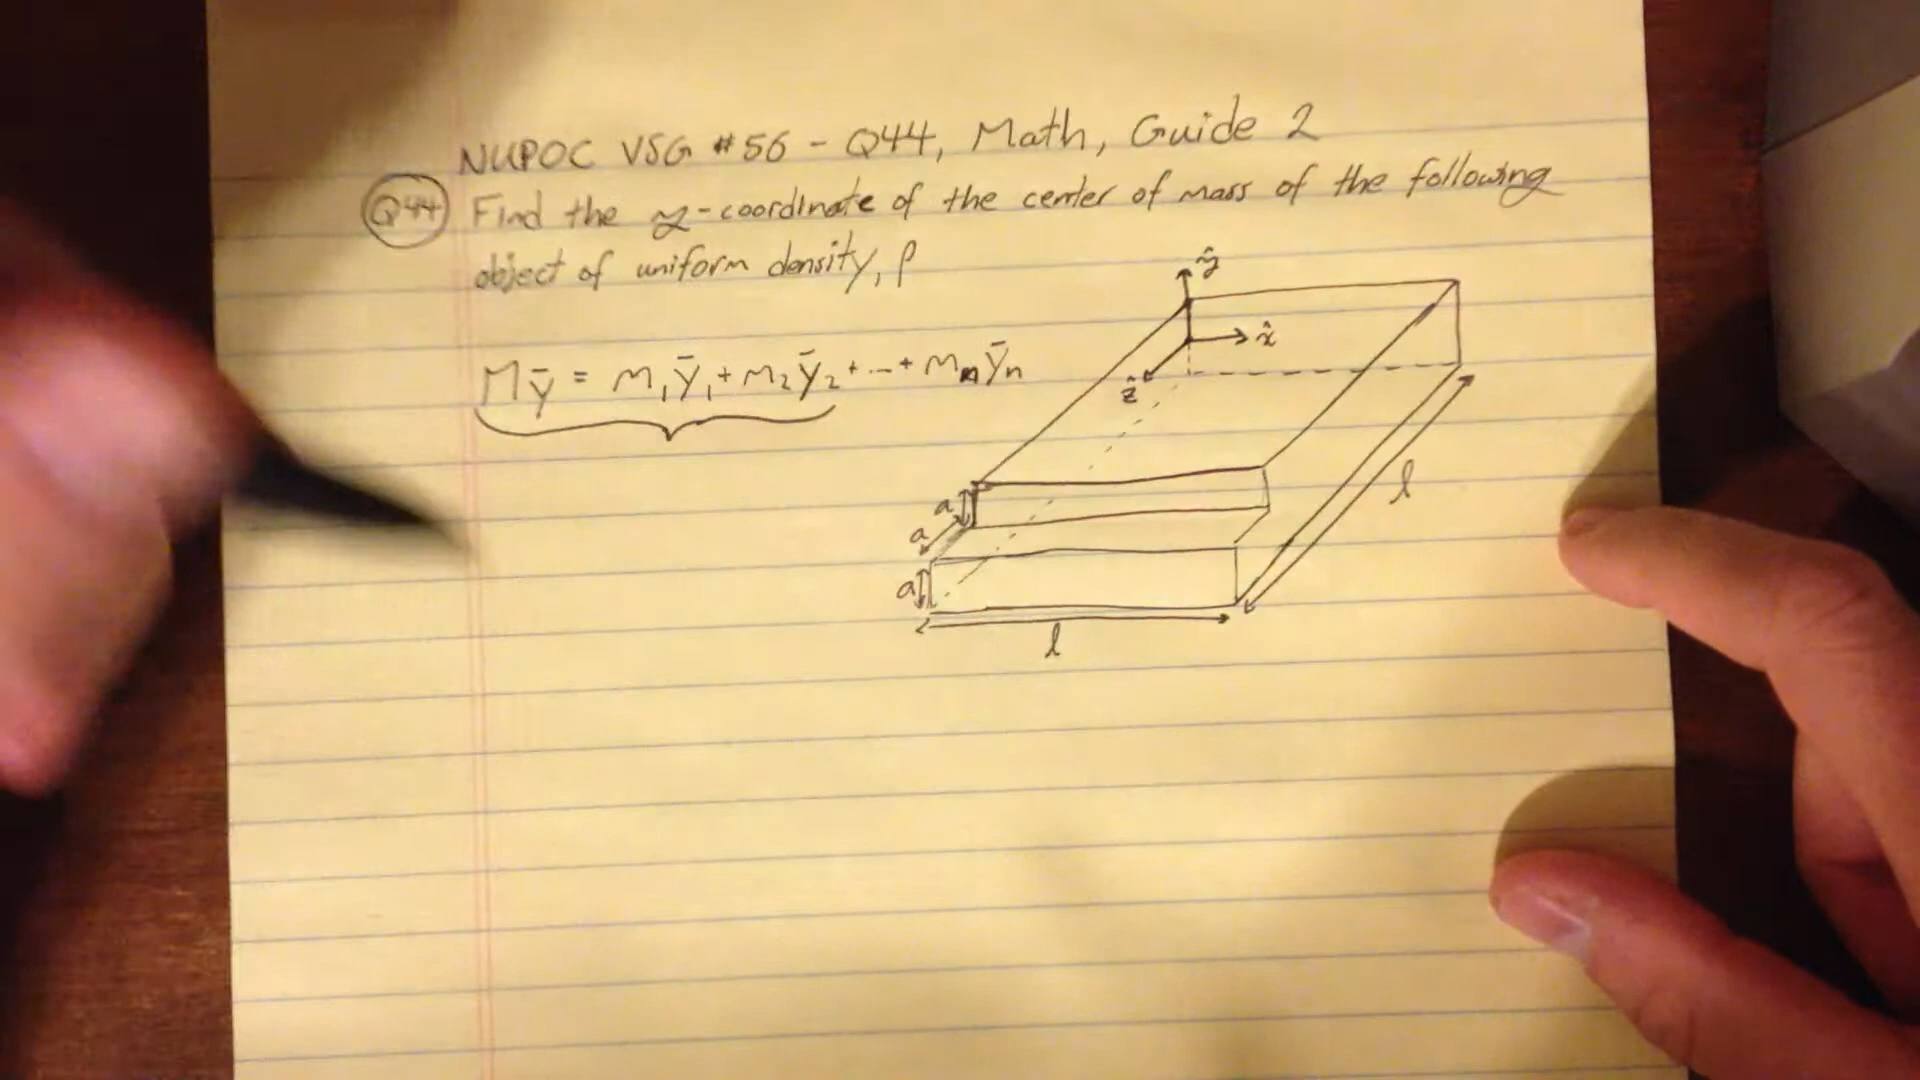 NUPOC VSG #56 - Q44, Math, Guide 2
Q44 Find the y-coordinate of the center of mass of the following
object of uniform density, ρ
Mȳ = m₁ȳ₁ + m₂ȳ₂ + ... + mₙȳₙ
ŷ
x̂
ẑ
a
a
a
l
l